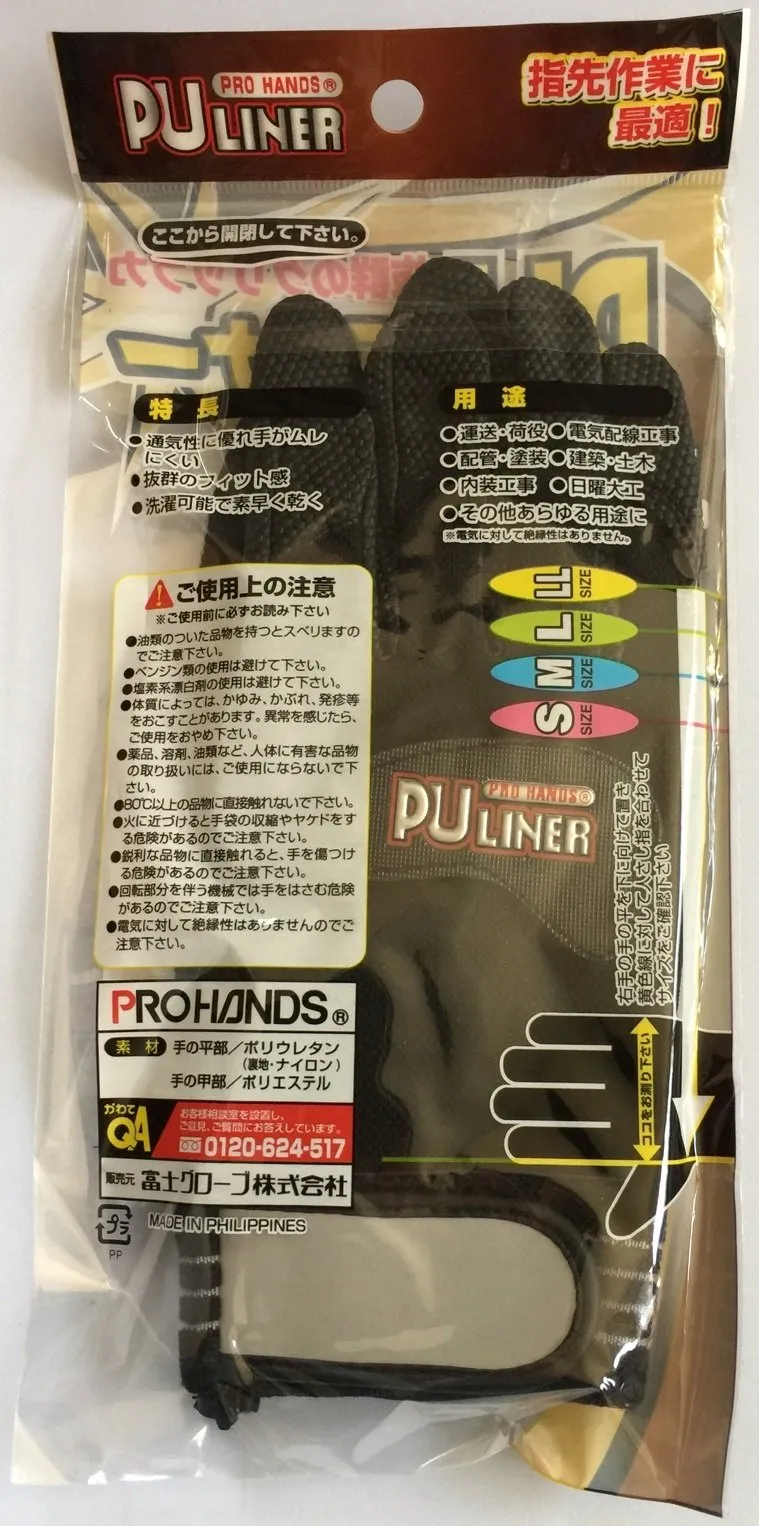 PRO HANDS®
PU LINER
指先作業に
最適!
ここから開閉して下さい。
抜群のグリップ力
特長
●通気性に優れ手がムレ
にくい
●抜群のフィット感
●洗濯可能で素早く乾く
用途
○運送・荷役○電気配線工事
○配管・塗装○建築・土木
○内装工事 ○日曜大工
○その他あらゆる用途に
※電気に対して絶縁性はありません。
LL SIZE
L SIZE
M SIZE
S SIZE
ご使用上の注意
※ご使用前に必ずお読み下さい
●油類のついた品物を持つとスベリますの
でご注意下さい。
●ベンジン類の使用は避けて下さい。
●塩素系漂白剤の使用は避けて下さい。
●体質によっては、かゆみ、かぶれ、発疹等
をおこすことがあります。異常を感じたら、
ご使用をおやめ下さい。
●薬品、溶剤、油類など、人体に有害な品物
の取り扱いには、ご使用にならないで下
さい。
●80℃以上の品物に直接触れないで下さい。
●火に近づけると手袋の収縮やヤケドをす
る危険があるのでご注意下さい。
●鋭利な品物に直接触れると、手を傷つけ
る危険があるのでご注意下さい。
●回転部分を伴う機械では手をはさむ危険
があるのでご注意下さい。
●電気に対して絶縁性はありませんのでご
注意下さい。
PRO HANDS®
PU LINER
右手の手の平を下に向けて置き
黄色線に対して人さし指を合わせて
サイズをご確認下さい
ココをお測り下さい
PROHANDS®
素材 手の平部/ポリウレタン
(裏地・ナイロン)
手の甲部/ポリエステル
がわて
QA
お客様相談室を設置し、
ご意見、ご質問にお答えしています。
0120-624-517
販売元 富士グローブ株式会社
プラ
PP
MADE IN PHILIPPINES